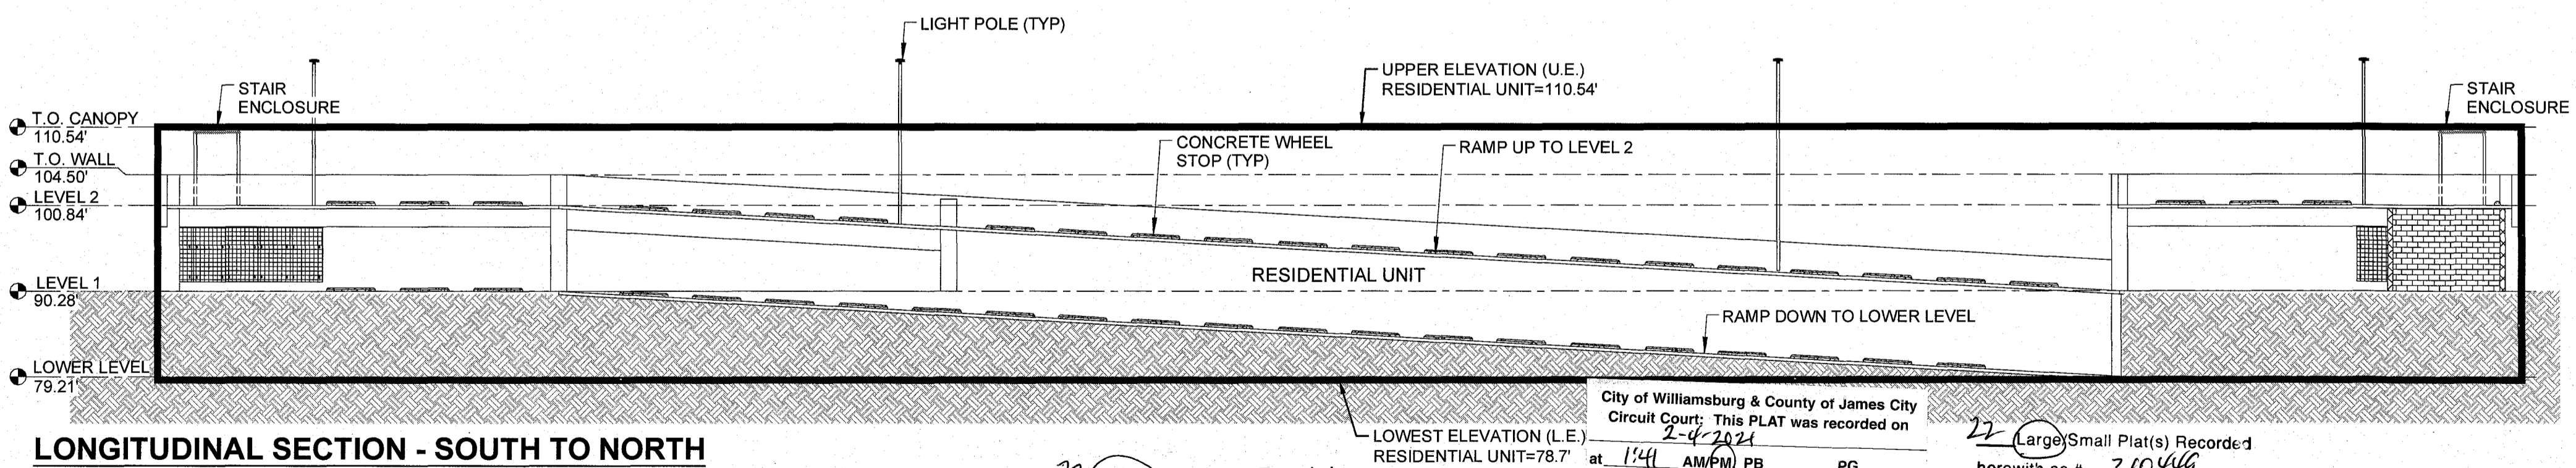 LIGHT POLE (TYP)
UPPER ELEVATION (U.E.)
RESIDENTIAL UNIT=110.54'
STAIR
ENCLOSURE
STAIR
ENCLOSURE
T.O. CANOPY
110.54'
CONCRETE WHEEL
STOP (TYP)
RAMP UP TO LEVEL 2
T.O. WALL
104.50'
LEVEL 2
100.84'
RESIDENTIAL UNIT
LEVEL 1
90.28'
RAMP DOWN TO LOWER LEVEL
LOWER LEVEL
79.21'
LONGITUDINAL SECTION - SOUTH TO NORTH
LOWEST ELEVATION (L.E.)
RESIDENTIAL UNIT=78.7'
City of Williamsburg & County of James City
Circuit Court: This PLAT was recorded on
2-4-2021
at 1:41 AM/PM PB PG
22 Large/Small Plat(s) Recorded
herewith as #